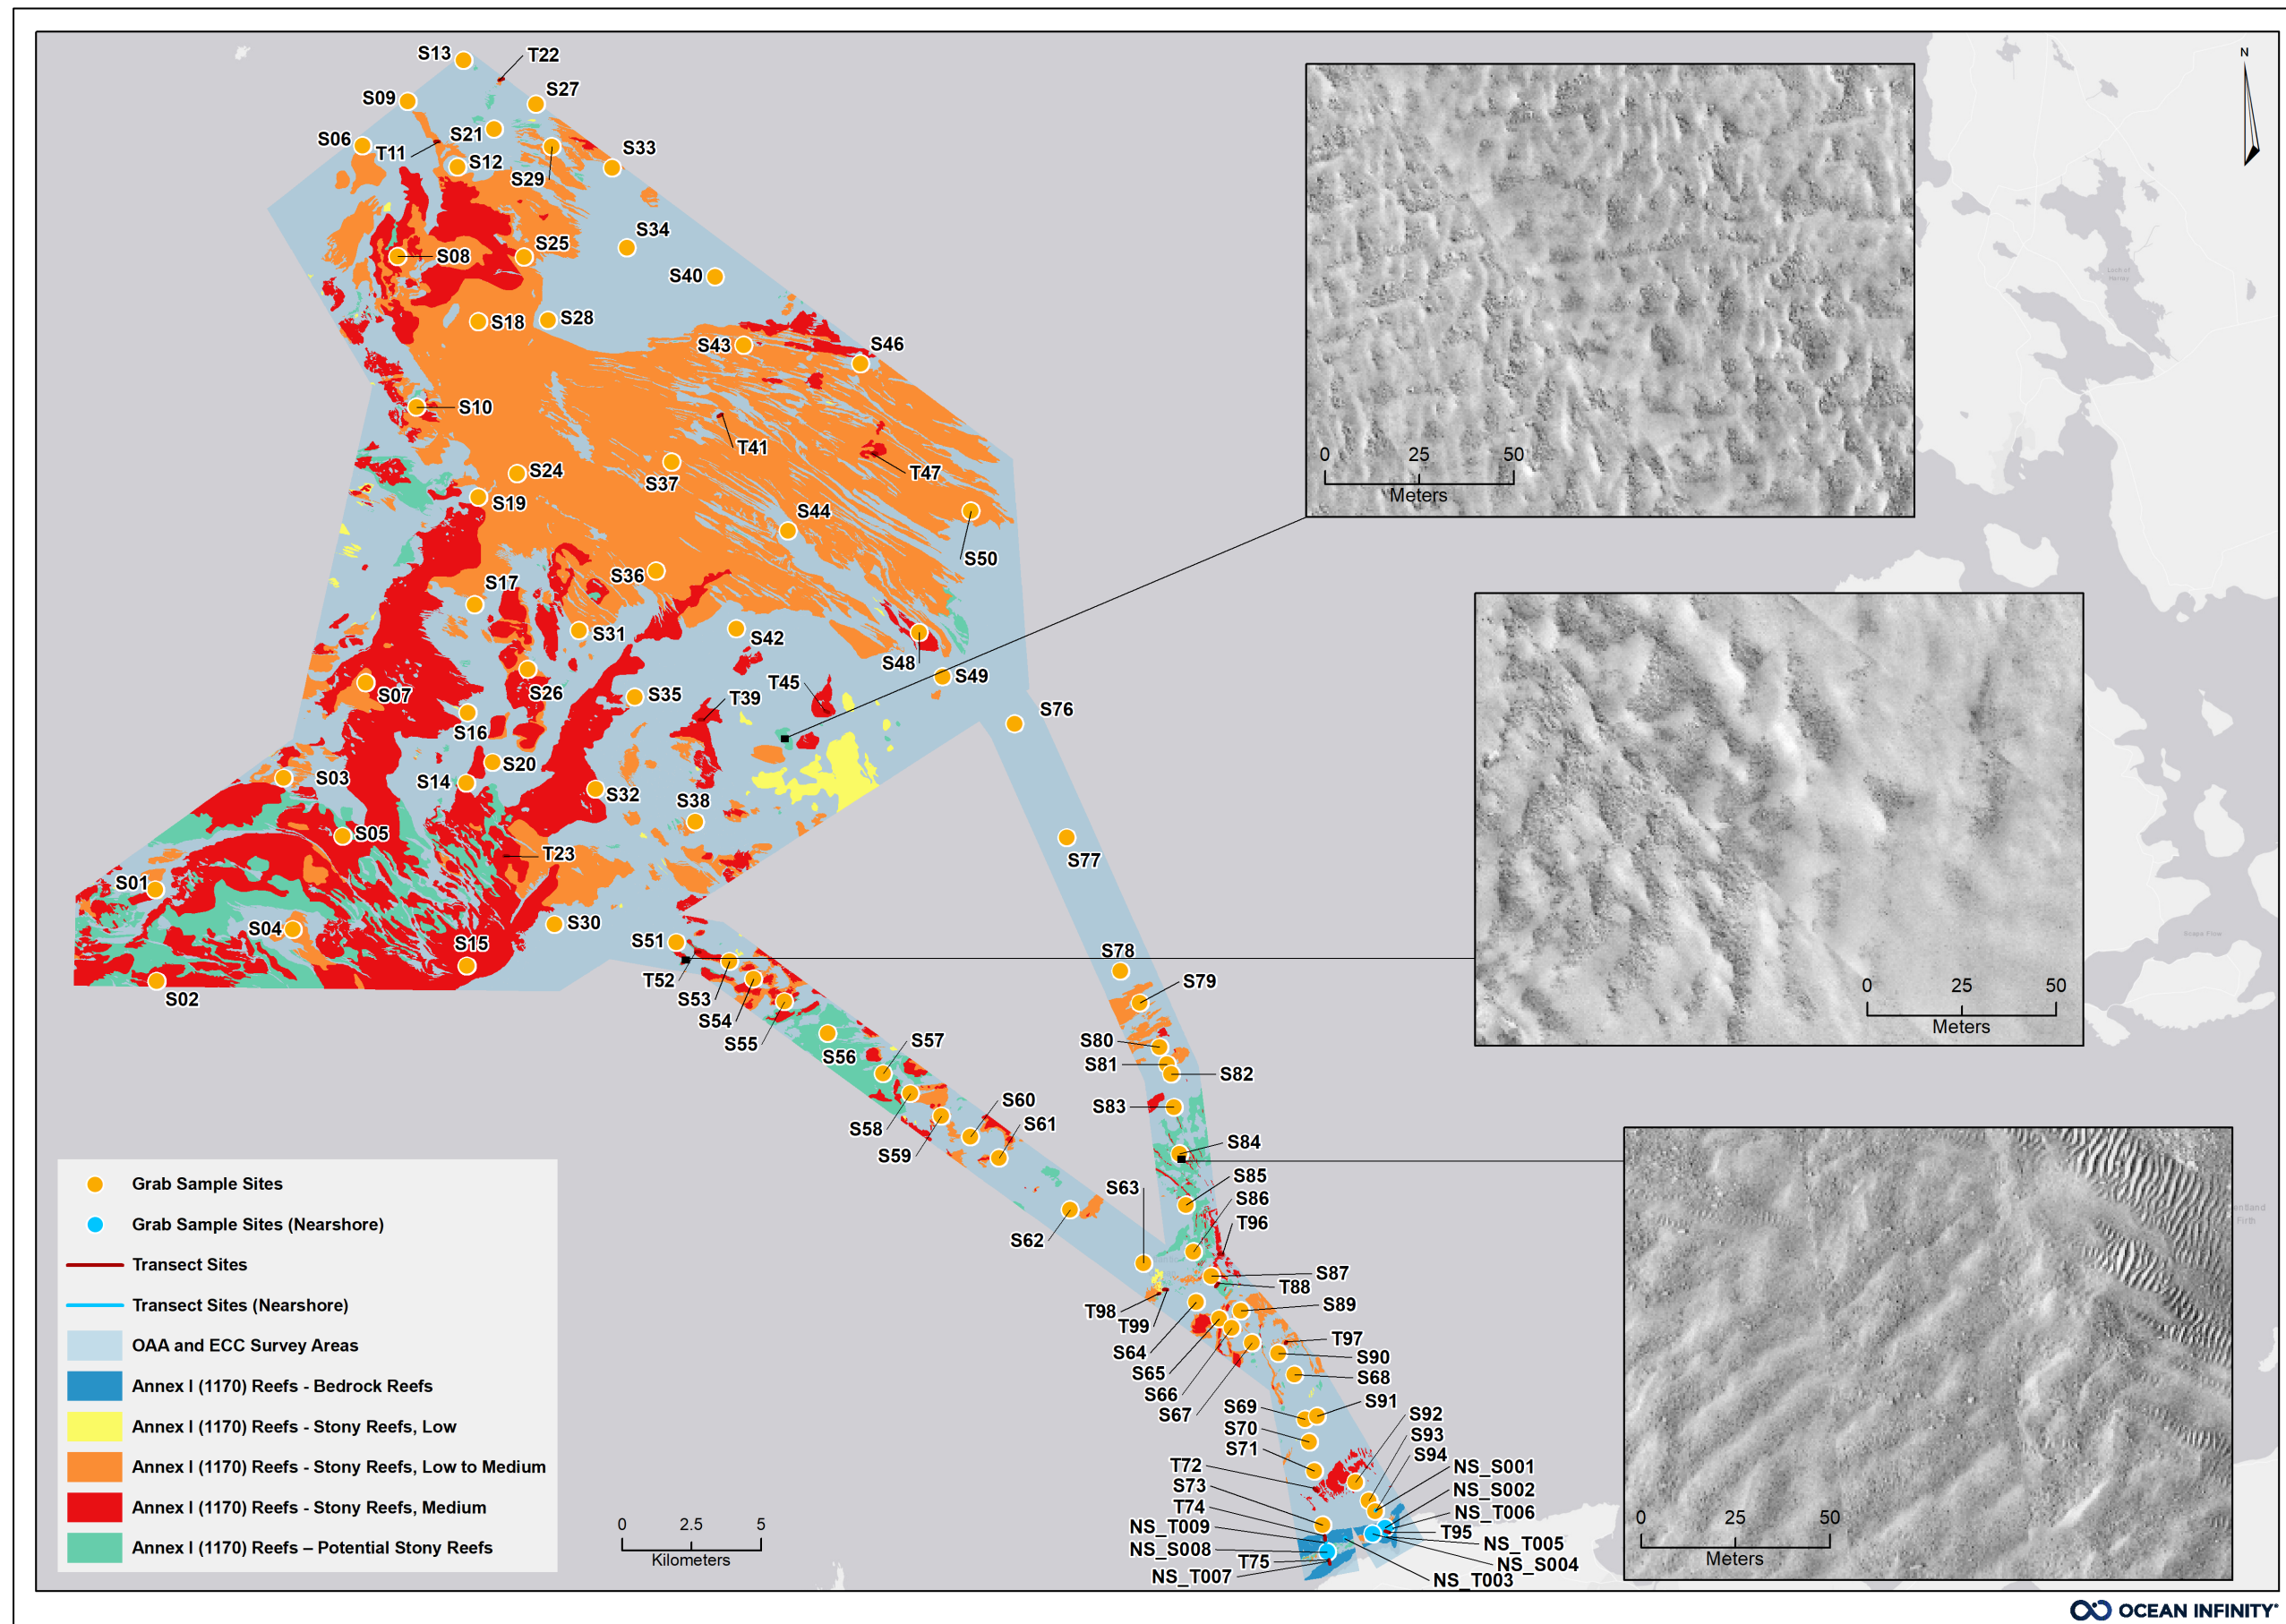 S13
T22
N
S09
S27
S21
S06
T11
S12
S33
S29
S34
S25
S08
S40
S18
S28
S43
S46
S10
T41
0 25 50
Meters
S24
S37
T47
S19
S44
S50
S36
S17
S31
S42
S48
S26
S49
S07
S35
T45
T39
S76
S16
S20
S03
S14
S32
S38
S05
S77
T23
S01
S04
S30
S15
S51
S78
T52
S79
S02
S53
0 25 50
Meters
S54
S55
S80
S56
S57
S81
S82
S83
S60
S58
S61
S59
S84
S85
S63
S86
T96
S62
S87
T88
T98
S89
T99
T97
S64
S90
S65
S68
S66
S67
S69
S91
S92
S70
S93
S71
S94
T72
NS_S001
S73
NS_S002
T74
NS_T006
NS_T009
T95
NS_S008
NS_T005
T75
NS_S004
NS_T007
NS_T003
0 25 50
Meters
Grab Sample Sites
Grab Sample Sites (Nearshore)
Transect Sites
Transect Sites (Nearshore)
OAA and ECC Survey Areas
Annex I (1170) Reefs - Bedrock Reefs
Annex I (1170) Reefs - Stony Reefs, Low
Annex I (1170) Reefs - Stony Reefs, Low to Medium
Annex I (1170) Reefs - Stony Reefs, Medium
Annex I (1170) Reefs – Potential Stony Reefs
0 2.5 5
Kilometers
Scapa Flow
Firth
OCEAN INFINITY